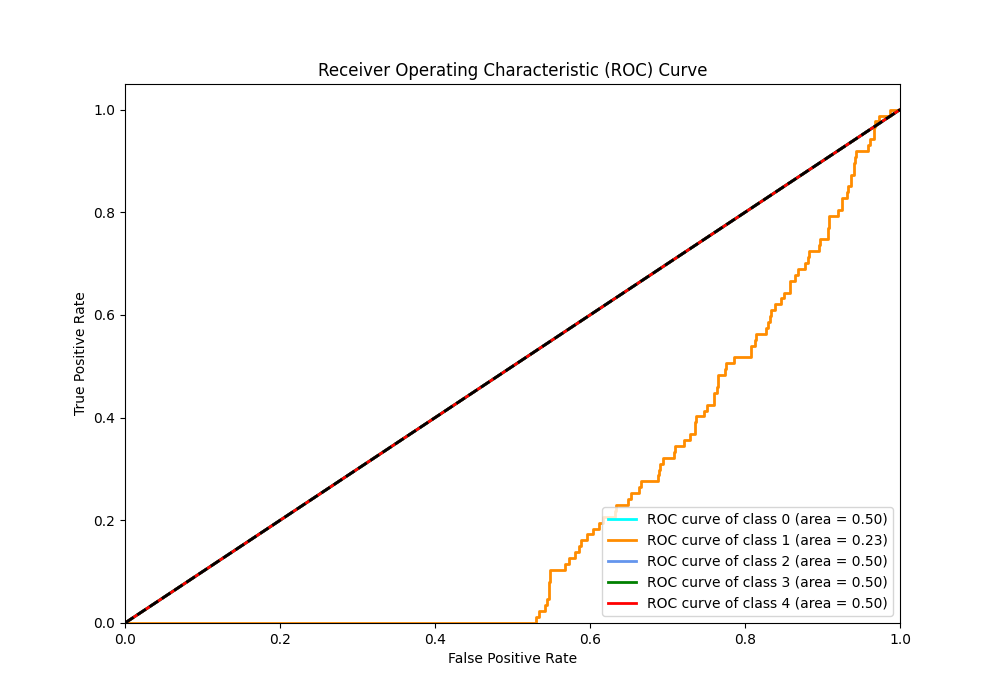 Receiver Operating Characteristic (ROC) Curve
1.0
0.8
0.6
0.4
0.2
0.0
True Positive Rate
ROC curve of class 0 (area = 0.50)
ROC curve of class 1 (area = 0.23)
ROC curve of class 2 (area = 0.50)
ROC curve of class 3 (area = 0.50)
ROC curve of class 4 (area = 0.50)
0.0 0.2 0.4 0.6 0.8 1.0
False Positive Rate